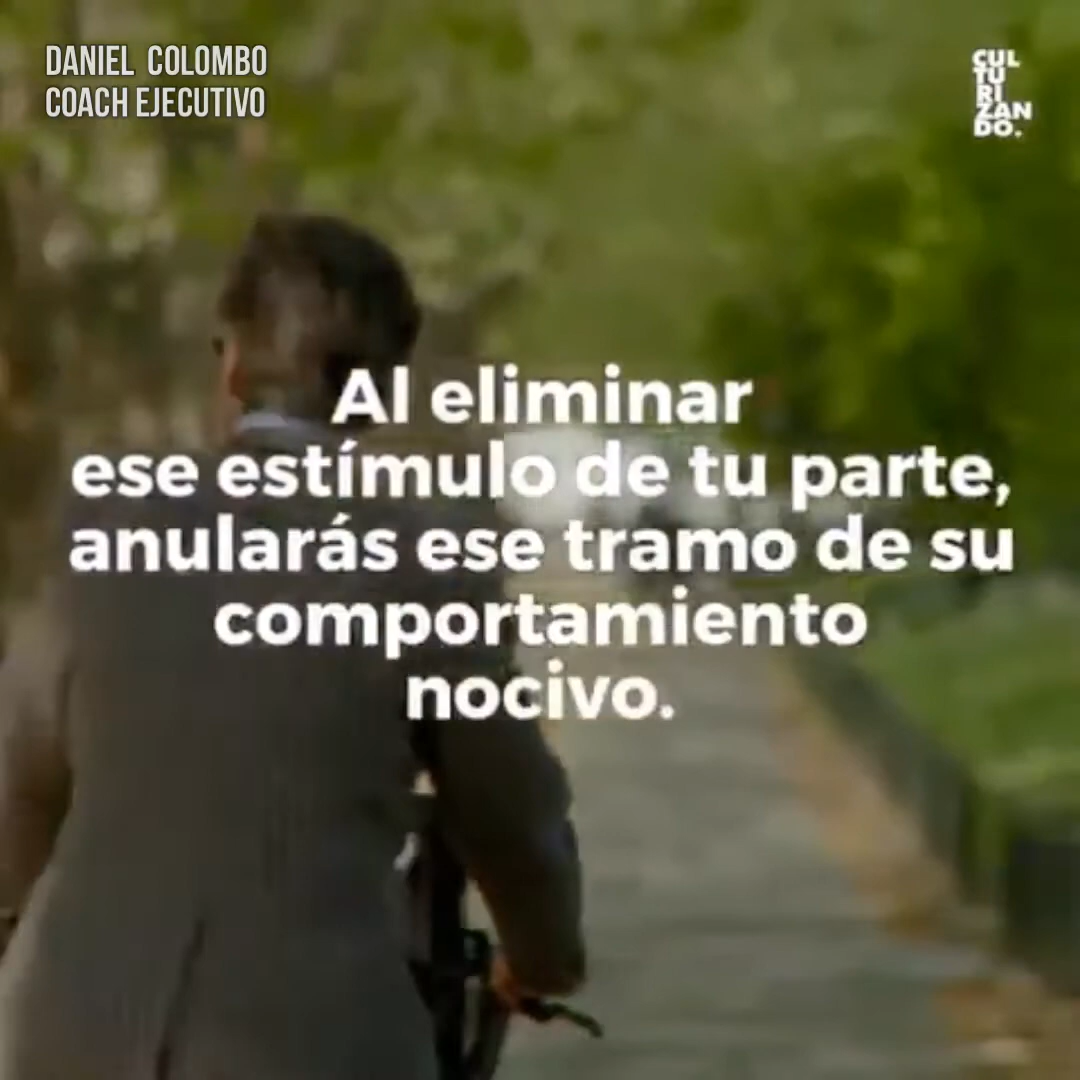 DANIEL COLOMBO
COACH EJECUTIVO
CUL
TU
RI
ZAN
DO.
Al eliminar
ese estímulo de tu parte,
anularás ese tramo de su
comportamiento
nocivo.